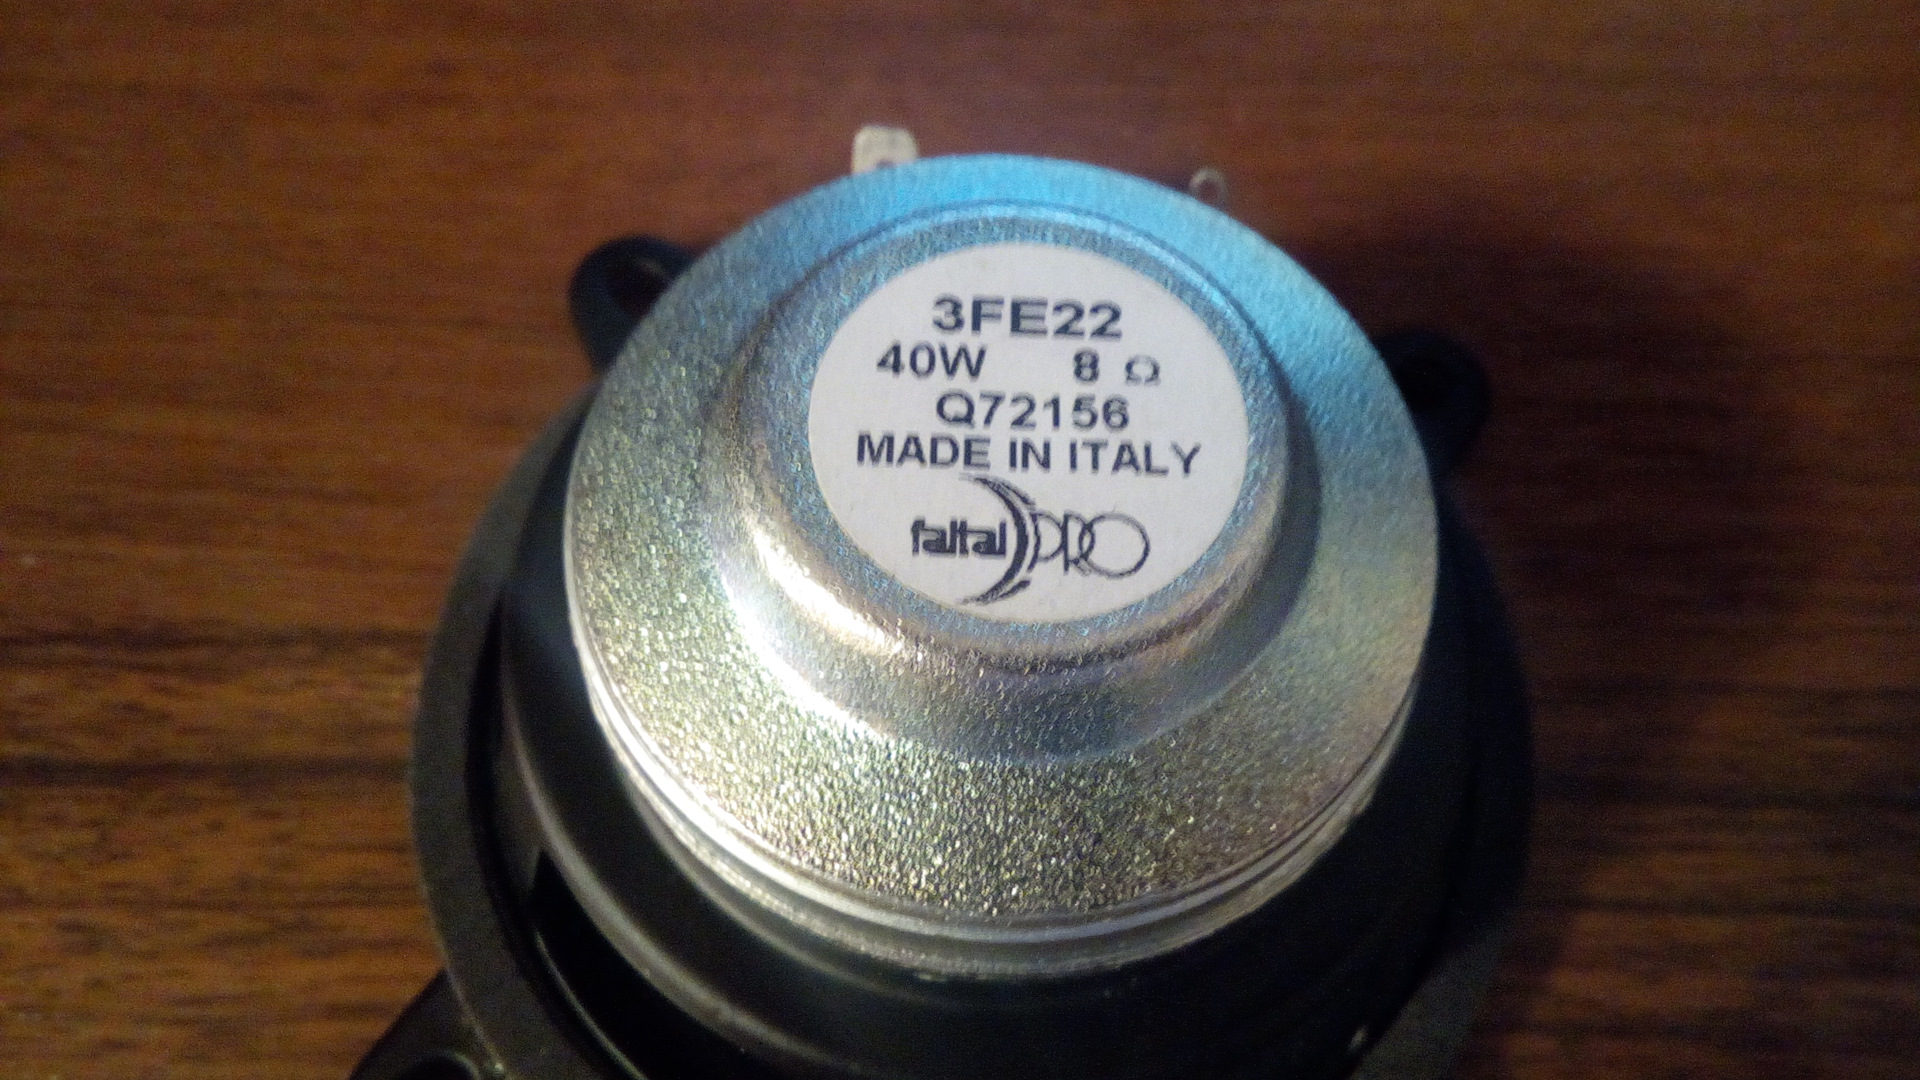 3FE22
40W 8 Ω
Q72156
MADE IN ITALY
faital PRO